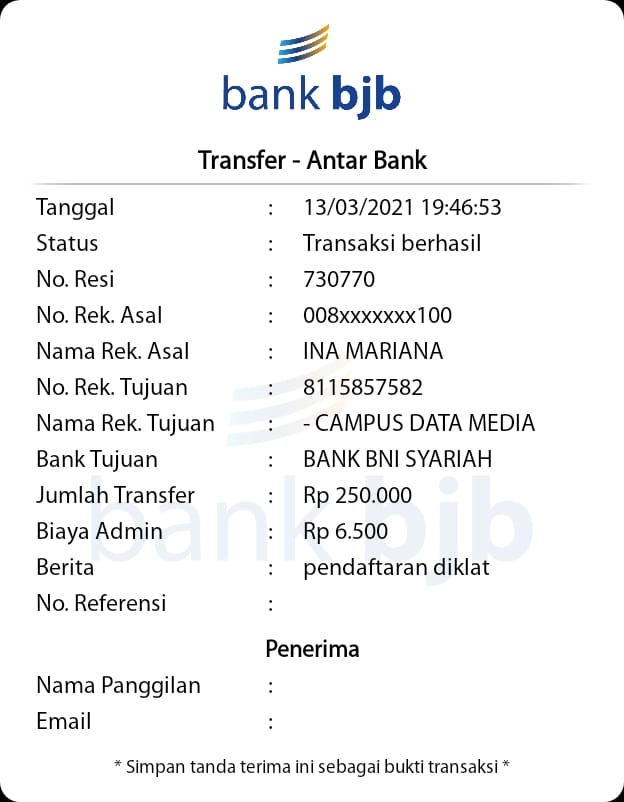 bank bjb
Transfer - Antar Bank
Tanggal : 13/03/2021 19:46:53
Status : Transaksi berhasil
No. Resi : 730770
No. Rek. Asal : 008xxxxxxx100
Nama Rek. Asal : INA MARIANA
No. Rek. Tujuan : 8115857582
Nama Rek. Tujuan : - CAMPUS DATA MEDIA
Bank Tujuan : BANK BNI SYARIAH
Jumlah Transfer : Rp 250.000
Biaya Admin : Rp 6.500
Berita : pendaftaran diklat
No. Referensi :
Penerima
Nama Panggilan :
Email :
* Simpan tanda terima ini sebagai bukti transaksi *
bank bjb